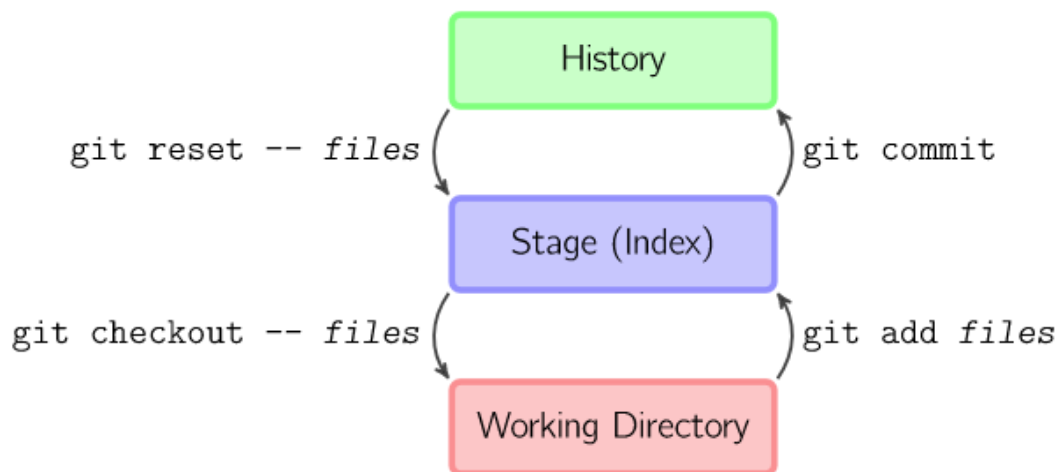 History
git reset -- files
git commit
Stage (Index)
git checkout -- files
git add files
Working Directory